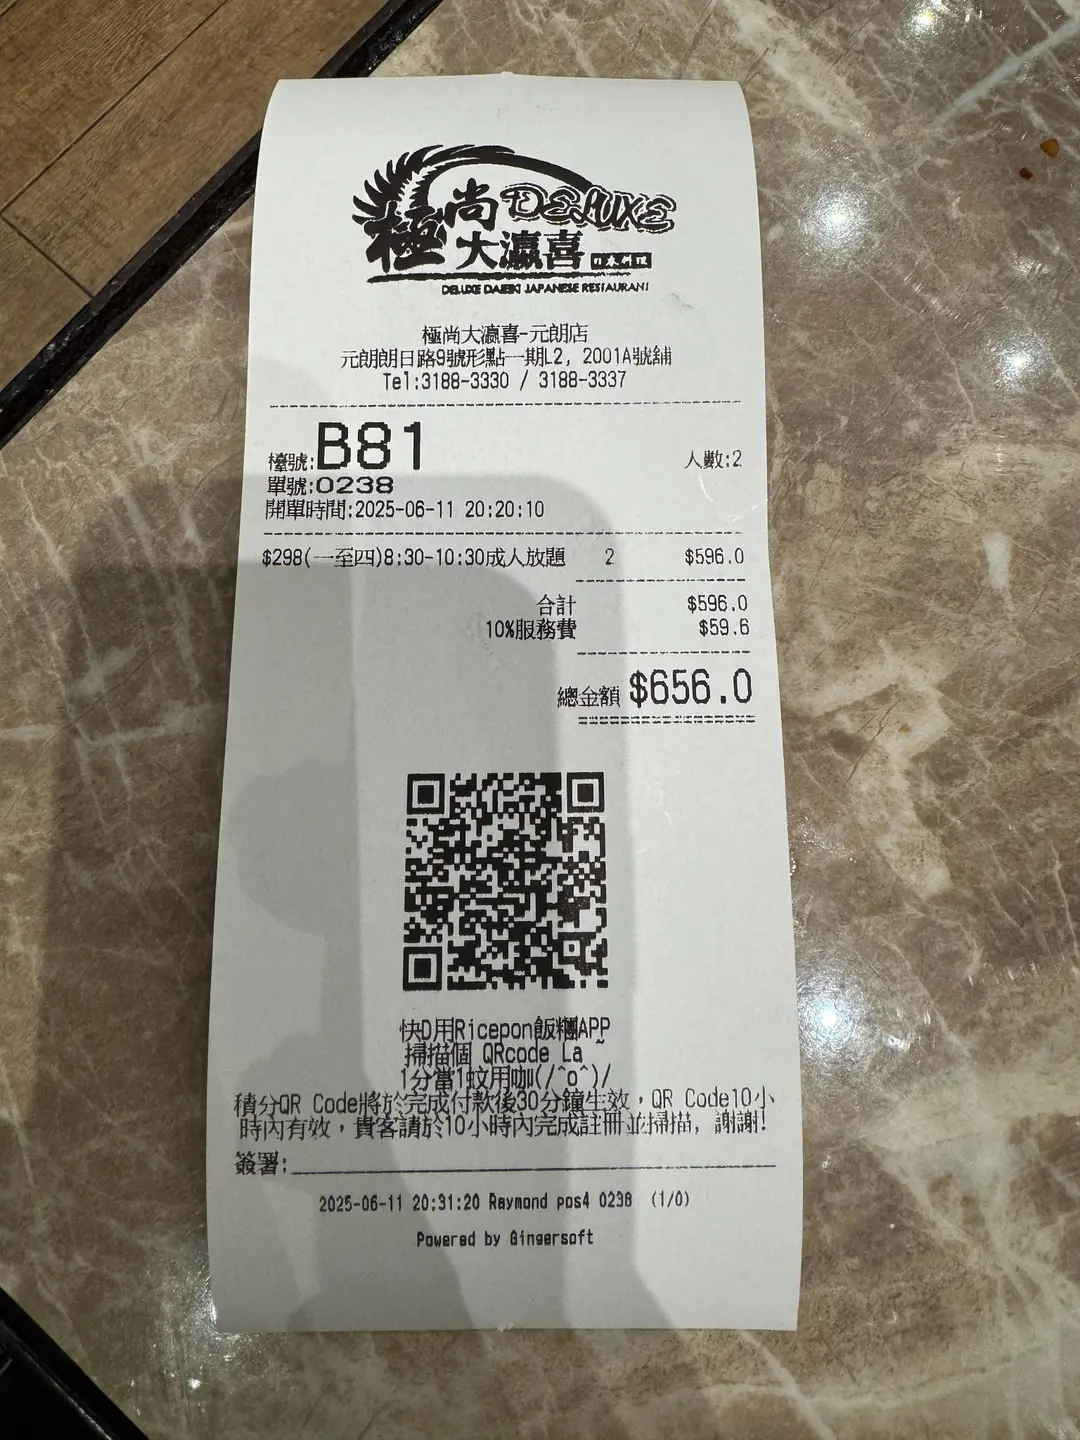 極尚 DELUXE
大瀛喜
DELUXE DAIEIKI JAPANESE RESTAURANT
極尚大瀛喜-元朗店
元朗朗日路9號形點一期L2, 2001A號舖
Tel:3188-3330 / 3188-3337
檯號:B81 人數:2
單號:0238
開單時間:2025-06-11 20:20:10
$298(一至四)8:30-10:30成人放題 2 $596.0
合計 $596.0
10%服務費 $59.6
總金額 $656.0
快D用Ricepon飯糰APP
掃描個 QRcode La ~
1分當1蚊用咖(/^o^)/
積分QR Code將於完成付款後30分鐘生效，QR Code10小
時內有效，貴客請於10小時內完成註冊並掃描, 謝謝!
簽署:
2025-06-11 20:31:20 Raymond pos4 0238 (1/0)
Powered by Gingersoft